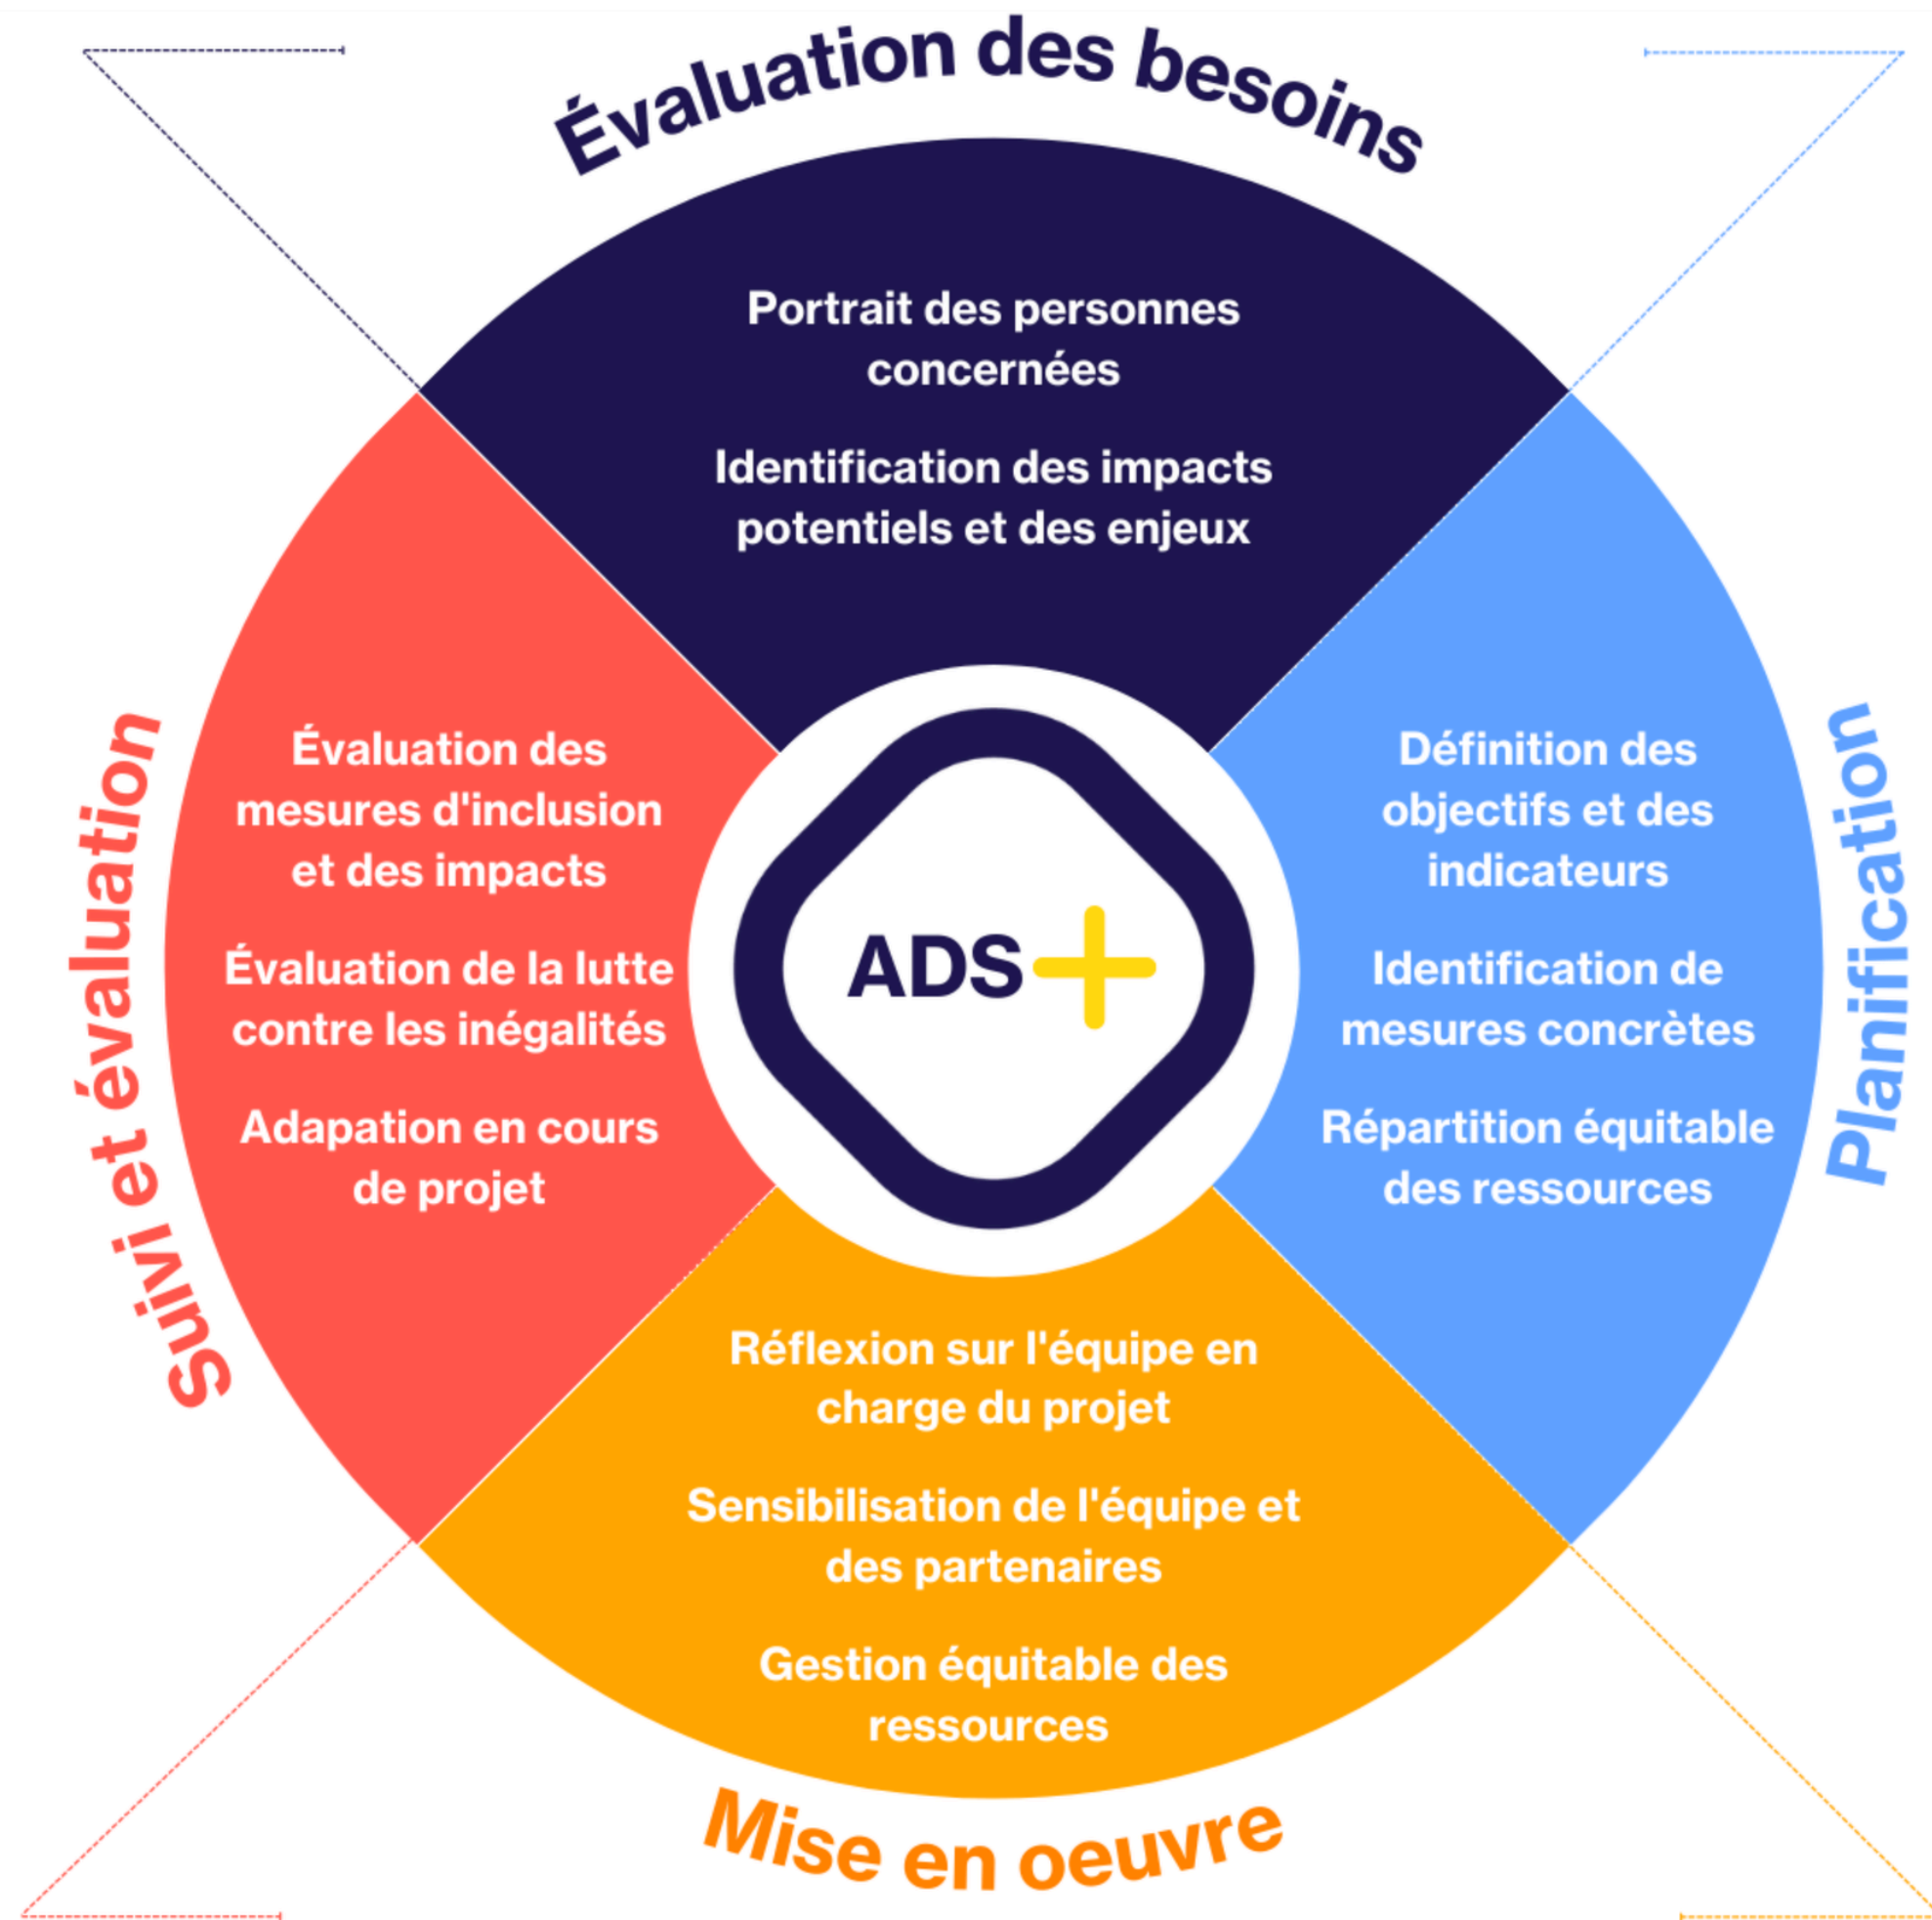 Évaluation des besoins
Portrait des personnes
concernées
Identification des impacts
potentiels et des enjeux
Planification
Définition des
objectifs et des
indicateurs
Identification de
mesures concrètes
Répartition équitable
des ressources
Mise en oeuvre
Réflexion sur l'équipe en
charge du projet
Sensibilisation de l'équipe et
des partenaires
Gestion équitable des
ressources
Suivi et évaluation
Évaluation des
mesures d'inclusion
et des impacts
Évaluation de la lutte
contre les inégalités
Adapation en cours
de projet
ADS+